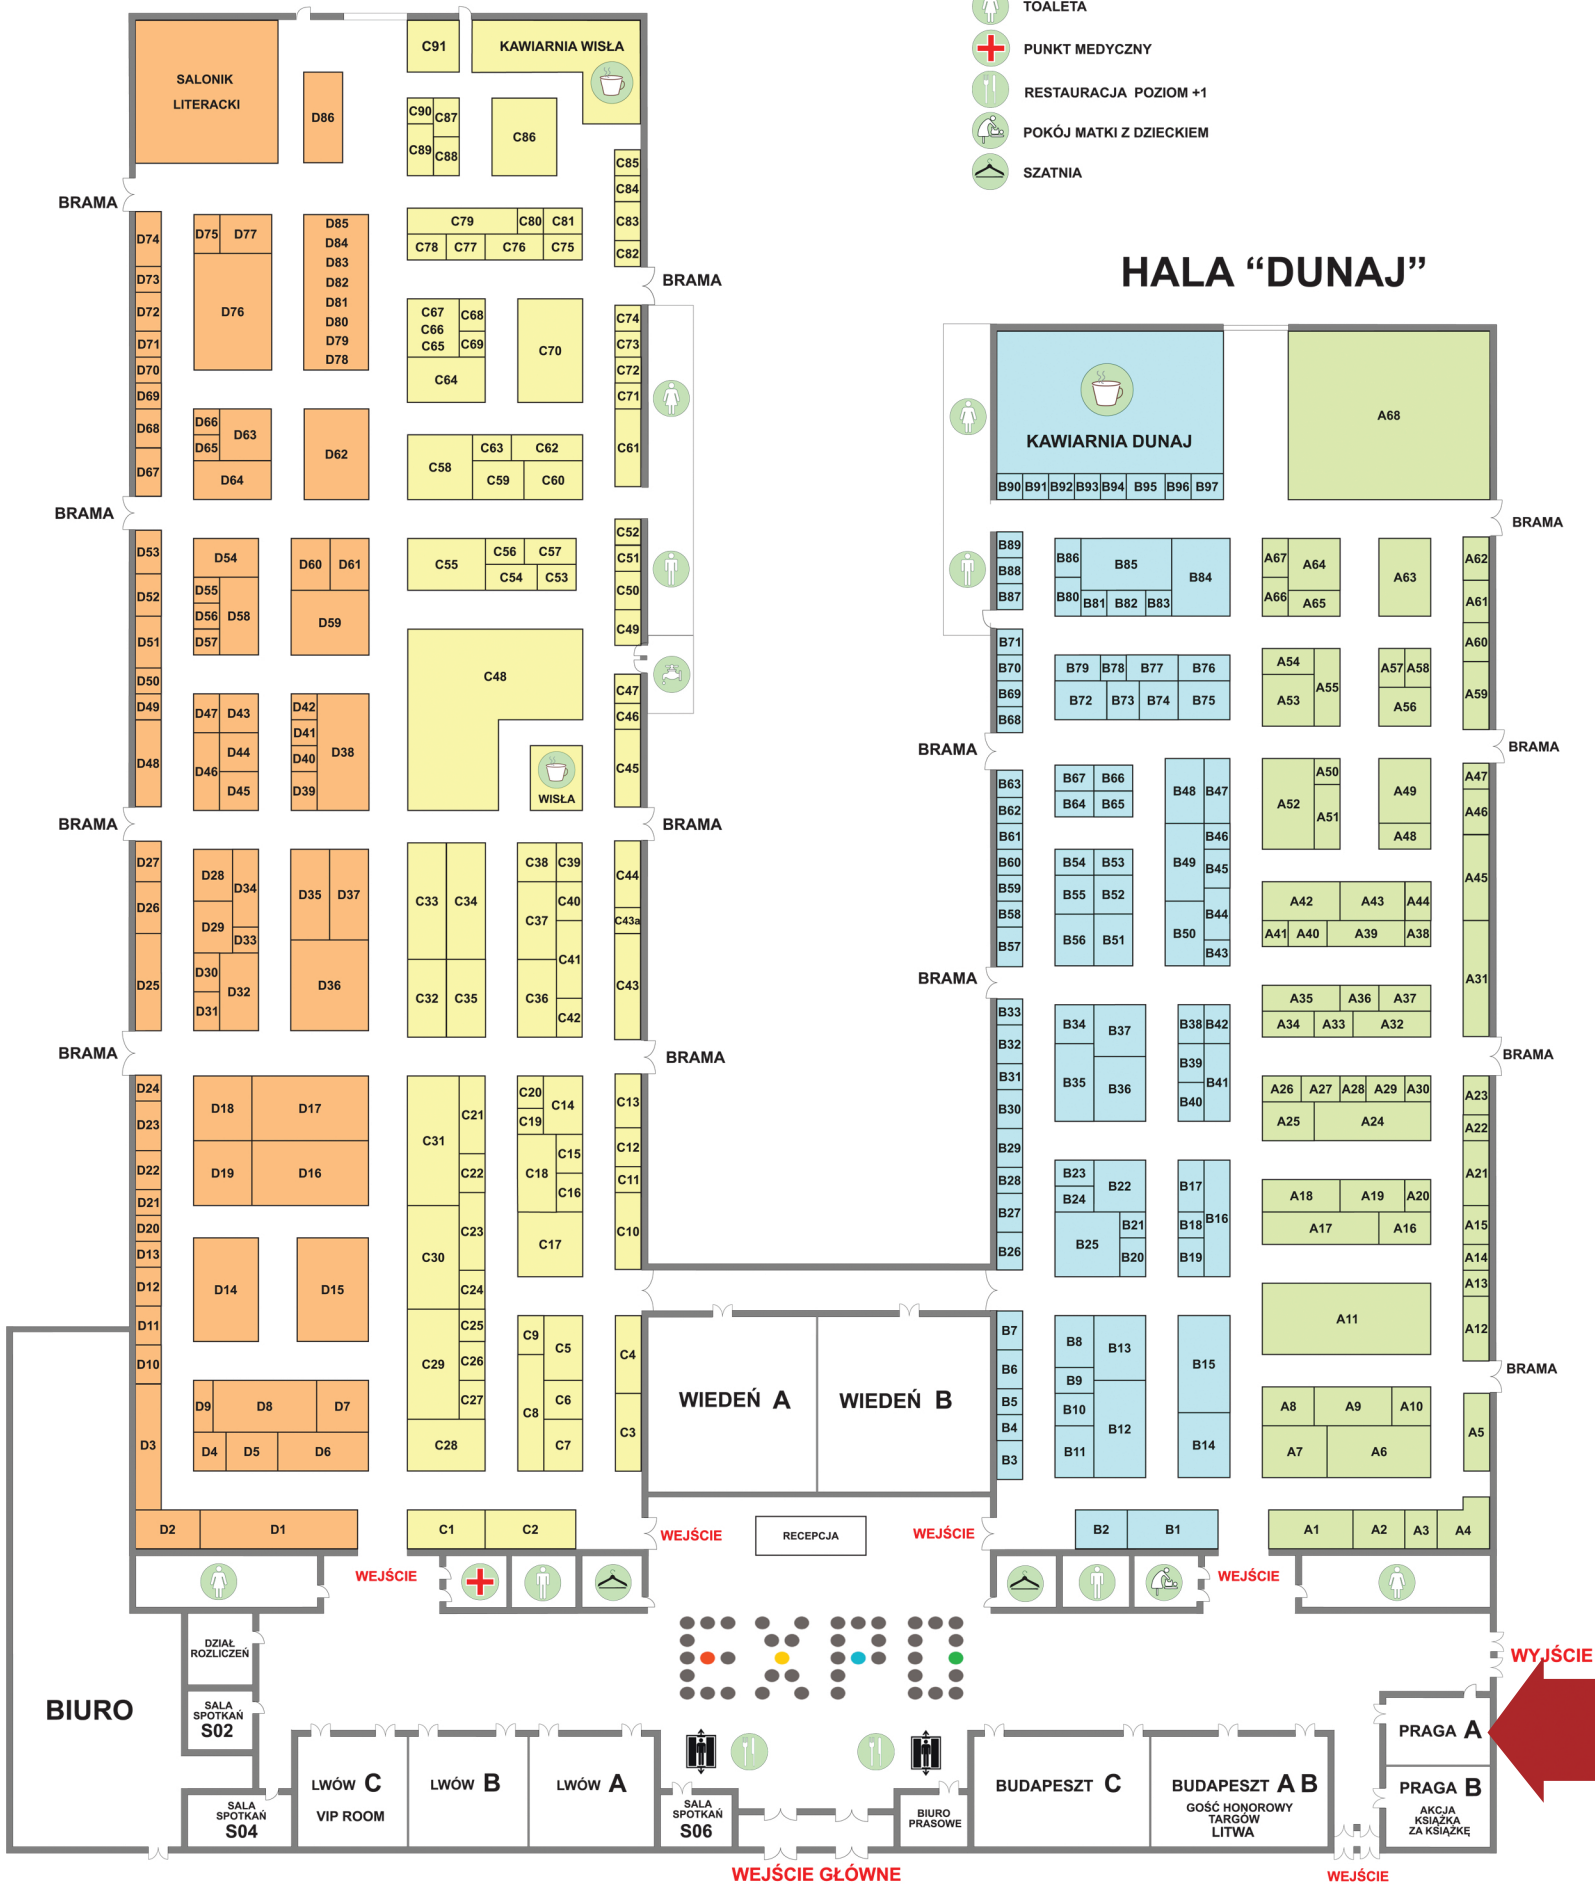 TOALETA
PUNKT MEDYCZNY
RESTAURACJA POZIOM +1
POKÓJ MATKI Z DZIECKIEM
SZATNIA
HALA “DUNAJ”
SALONIK
LITERACKI
D86
C91
KAWIARNIA WISŁA
C90
C87
C89
C88
C86
C85
C84
C83
C82
BRAMA
D74
D73
D72
D71
D70
D69
D68
D67
D75
D77
D76
D85
D84
D83
D82
D81
D80
D79
D78
C79
C80
C81
C78
C77
C76
C75
BRAMA
C67
C66
C65
C68
C69
C64
C70
C74
C73
C72
C71
C61
D66
D65
D63
D64
D62
C58
C63
C62
C59
C60
BRAMA
D53
D52
D51
D50
D49
D48
D54
D55
D56
D57
D58
D60
D61
D59
C55
C56
C57
C54
C53
C52
C51
C50
C49
C48
WISŁA
C47
C46
C45
D47
D43
D46
D44
D45
D42
D41
D40
D39
D38
BRAMA
BRAMA
D27
D26
D25
D28
D34
D29
D33
D30
D31
D32
D35
D37
D36
C33
C34
C32
C35
C38
C39
C40
C37
C41
C36
C42
C44
C43a
C43
BRAMA
BRAMA
D24
D23
D22
D21
D20
D13
D12
D11
D10
D3
D18
D17
D19
D16
D14
D15
D9
D8
D7
D4
D5
D6
D2
D1
C31
C21
C22
C30
C23
C24
C29
C25
C26
C27
C28
C20
C19
C14
C18
C15
C16
C17
C13
C12
C11
C10
C9
C5
C8
C6
C7
C4
C3
C1
C2
KAWIARNIA DUNAJ
B90
B91
B92
B93
B94
B95
B96
B97
A68
BRAMA
B89
B88
B87
B86
B80
B85
B81
B82
B83
B84
A67
A66
A64
A65
A63
A62
A61
A60
A59
B71
B70
B69
B68
B79
B78
B77
B76
B72
B73
B74
B75
A54
A53
A55
A57
A58
A56
BRAMA
BRAMA
B63
B62
B61
B60
B59
B58
B57
B67
B66
B64
B65
B54
B53
B55
B52
B56
B51
B48
B47
B46
B49
B45
B44
B50
B43
A52
A50
A51
A49
A48
A47
A46
A45
A31
A42
A43
A44
A41
A40
A39
A38
A35
A36
A37
A34
A33
A32
BRAMA
BRAMA
B33
B32
B31
B30
B29
B28
B27
B26
B34
B37
B35
B36
B38
B42
B39
B41
B40
A26
A27
A28
A29
A30
A25
A24
A23
A22
A21
A15
A14
A13
A12
B23
B24
B22
B25
B21
B20
B17
B18
B19
B16
A18
A19
A20
A17
A16
A11
BRAMA
B7
B6
B5
B4
B3
B8
B13
B9
B10
B11
B12
B15
B14
A8
A9
A10
A7
A6
A5
B2
B1
A1
A2
A3
A4
WIEDEŃ A
WIEDEŃ B
RECEPCJA
WEJŚCIE
WEJŚCIE
WEJŚCIE
WEJŚCIE
EXPO
WYJŚCIE
BIURO
DZIAŁ
ROZLICZEŃ
SALA
SPOTKAŃ
S02
SALA
SPOTKAŃ
S04
LWÓW C
VIP ROOM
LWÓW B
LWÓW A
SALA
SPOTKAŃ
S06
BIURO
PRASOWE
BUDAPESZT C
BUDAPESZT A B
GOŚĆ HONOROWY
TARGÓW
LITWA
PRAGA A
PRAGA B
AKCJA
KSIĄŻKA
ZA KSIĄŻKĘ
WEJŚCIE GŁÓWNE
WEJŚCIE